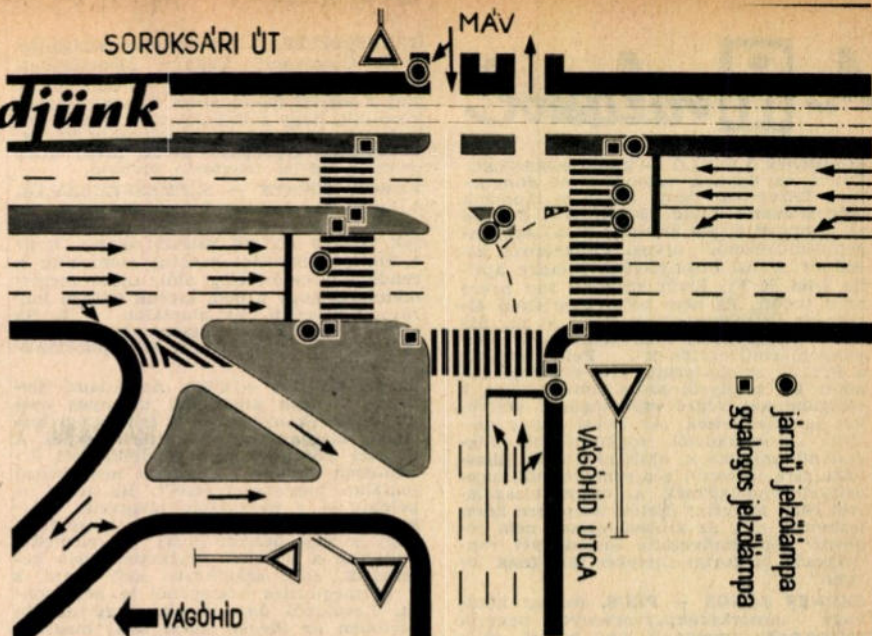 SOROKSÁRI ÚT
MÁV
djünk
VÁGÓHÍD UTCA
jármű jelzőlámpa
gyalogos jelzőlámpa
VÁGÓHÍD